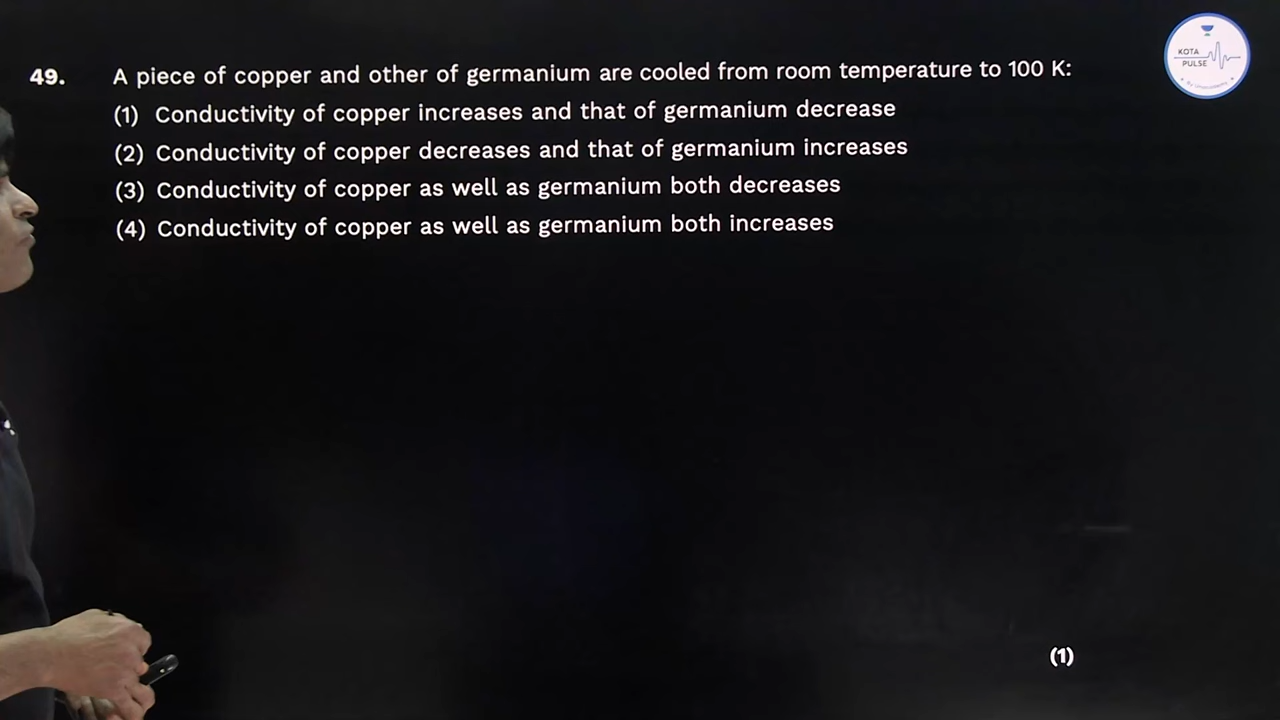 KOTA
PULSE
49. A piece of copper and other of germanium are cooled from room temperature to 100 K:
(1) Conductivity of copper increases and that of germanium decrease
(2) Conductivity of copper decreases and that of germanium increases
(3) Conductivity of copper as well as germanium both decreases
(4) Conductivity of copper as well as germanium both increases
(1)